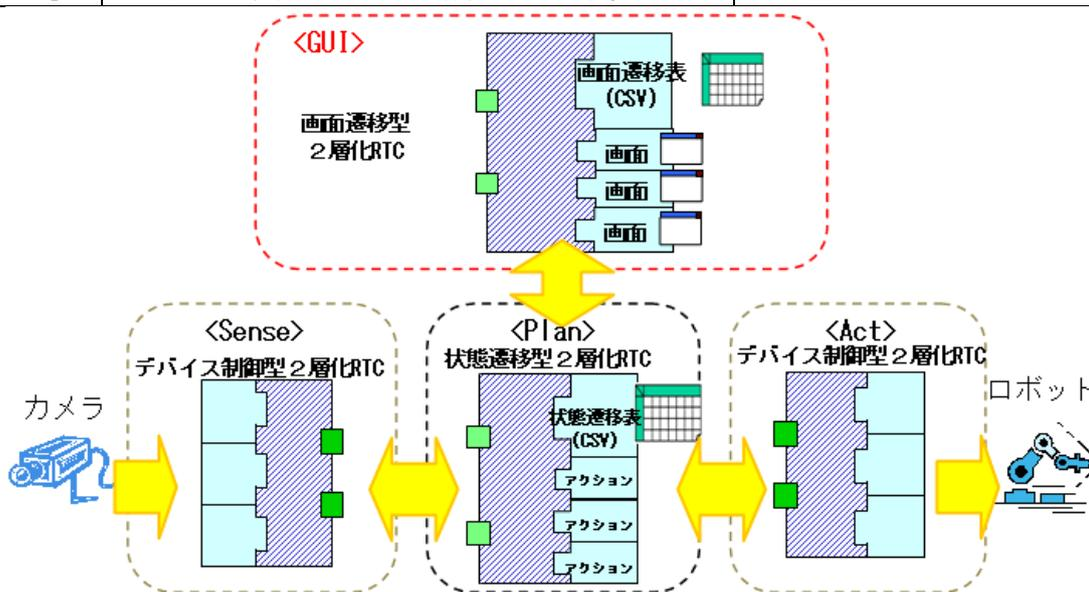 <GUI>
画面遷移型
2層化RTC
画面遷移表
(CSV)
画面
画面
画面
<Sense>
デバイス制御型2層化RTC
<Plan>
状態遷移型2層化RTC
<Act>
デバイス制御型2層化RTC
カメラ
状態遷移表
(CSV)
アクション
アクション
アクション
ロボット